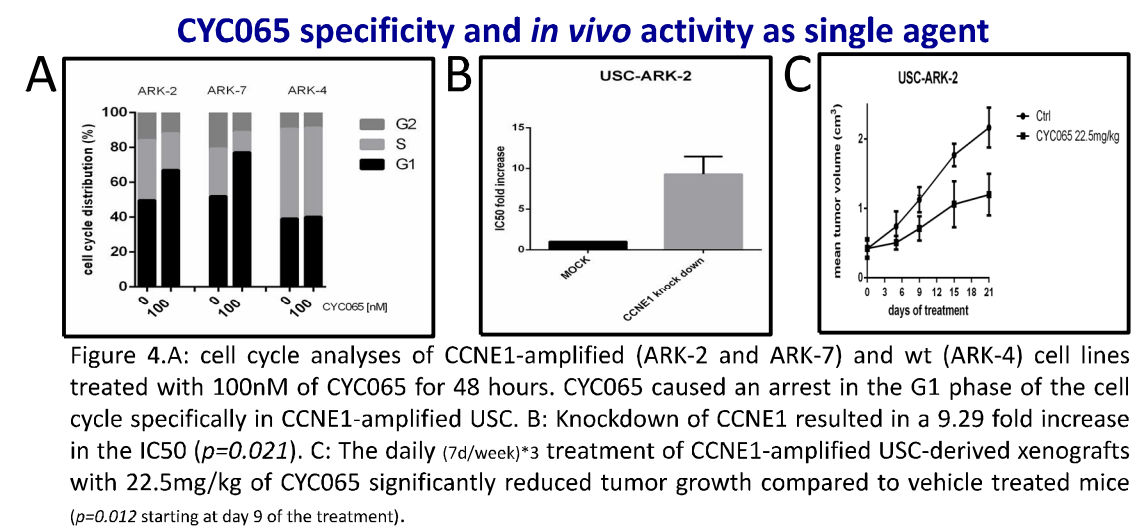 CYC065 specificity and in vivo activity as single agent
A
ARK-2 ARK-7 ARK-4
cell cycle distribution (%)
100
80
60
40
20
0
0 100 0 100 0 100
CYC065 [nM]
G2
S
G1
B
USC-ARK-2
IC50 fold increase
15
10
5
0
MOCK
CCNE1 knock down
C
USC-ARK-2
mean tumor volume (cm³)
2
1
0
0 3 6 9 12 15 18 21
days of treatment
Ctrl
CYC065 22.5mg/kg
Figure 4.A: cell cycle analyses of CCNE1-amplified (ARK-2 and ARK-7) and wt (ARK-4) cell lines
treated with 100nM of CYC065 for 48 hours. CYC065 caused an arrest in the G1 phase of the cell
cycle specifically in CCNE1-amplified USC. B: Knockdown of CCNE1 resulted in a 9.29 fold increase
in the IC50 (p=0.021). C: The daily (7d/week)*3 treatment of CCNE1-amplified USC-derived xenografts
with 22.5mg/kg of CYC065 significantly reduced tumor growth compared to vehicle treated mice
(p=0.012 starting at day 9 of the treatment).